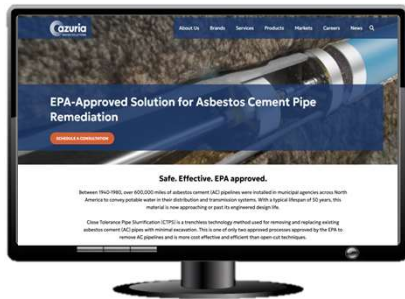 azuria
About Us Brands Services Products Markets Careers News
EPA-Approved Solution for Asbestos Cement Pipe
Remediation
SCHEDULE A CONSULTATION
Safe. Effective. EPA approved.
Between 1940-1980, over 600,000 miles of asbestos cement (AC) pipelines were installed in municipal agencies across North
America to convey potable water in their distribution and transmission systems. With a typical lifespan of 50 years, this
material is now approaching or past its engineered design life.
Close Tolerance Pipe Slurrification (CTPS) is a trenchless technology method used for removing and replacing existing
asbestos cement (AC) pipes with minimal excavation. This is one of only two approved processes approved by the EPA to
remove AC pipelines and is more cost effective and efficient than open-cut techniques.